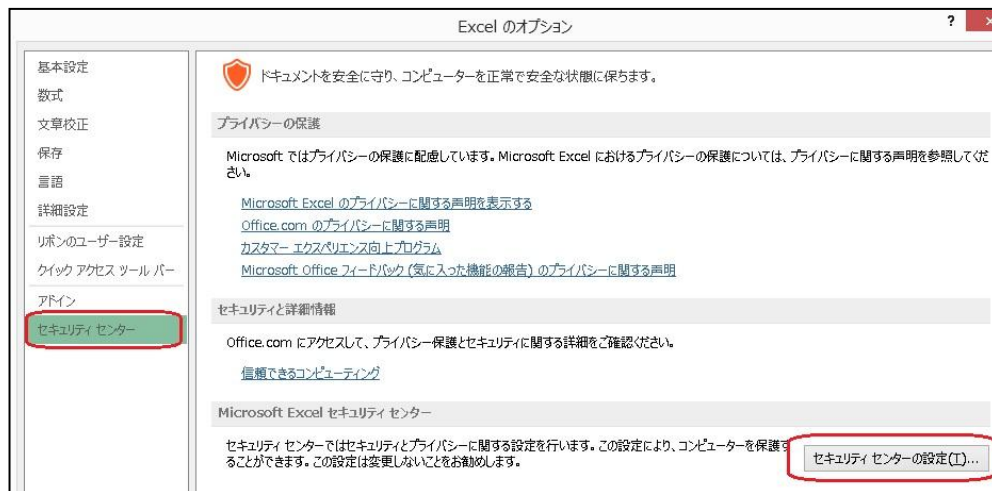 Excel のオプション
?
基本設定
数式
文章校正
保存
言語
詳細設定
リボンのユーザー設定
クイック アクセス ツール バー
アドイン
セキュリティ センター
ドキュメントを安全に守り、コンピューターを正常で安全な状態に保ちます。
プライバシーの保護
Microsoft ではプライバシーの保護に配慮しています。Microsoft Excel におけるプライバシーの保護については、プライバシーに関する声明を参照してくだ
さい。
Microsoft Excel のプライバシーに関する声明を表示する
Office.com のプライバシーに関する声明
カスタマー エクスペリエンス向上プログラム
Microsoft Office フィードバック (気に入った機能の報告) のプライバシーに関する声明
セキュリティと詳細情報
Office.com にアクセスして、プライバシー保護とセキュリティに関する詳細をご確認ください。
信頼できるコンピューティング
Microsoft Excel セキュリティ センター
セキュリティ センターではセキュリティとプライバシーに関する設定を行います。この設定により、コンピューターを保護す
ることができます。この設定は変更しないことをお勧めします。
セキュリティ センターの設定(T)...